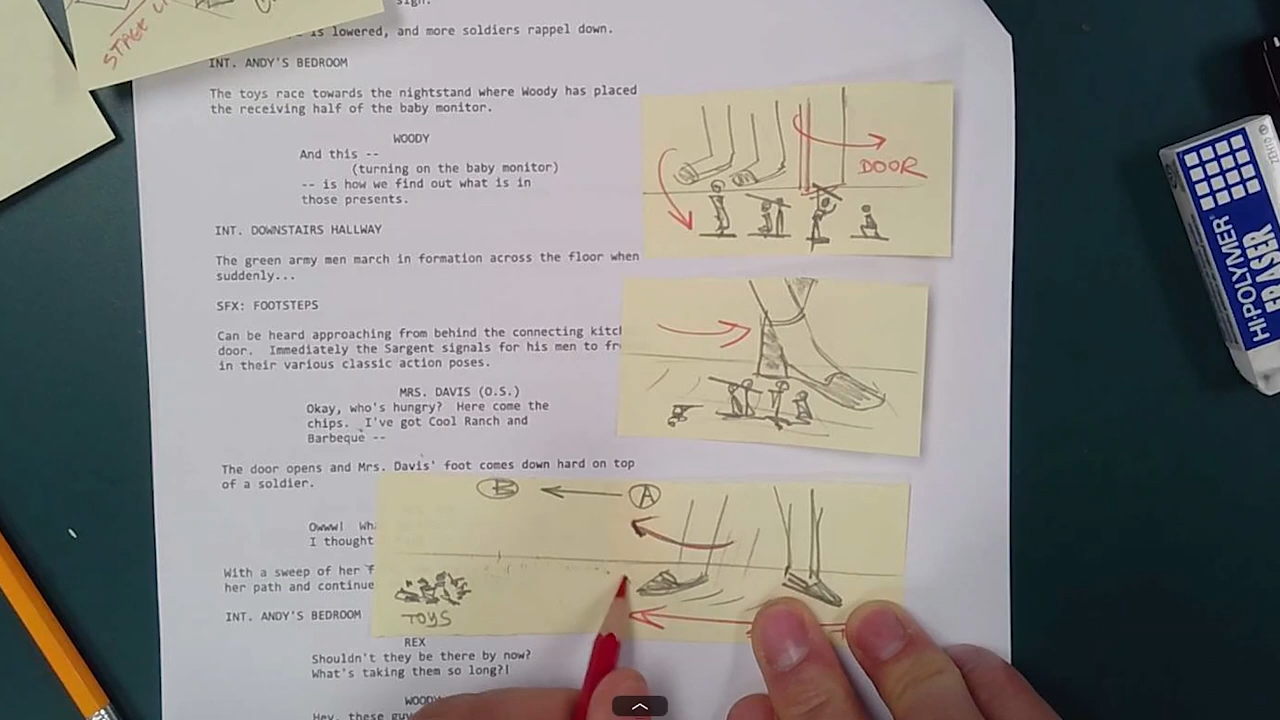 STAGE
sign.
is lowered, and more soldiers rappel down.
INT. ANDY'S BEDROOM
The toys race towards the nightstand where Woody has placed
the receiving half of the baby monitor.
WOODY
And this --
(turning on the baby monitor)
-- is how we find out what is in
those presents.
INT. DOWNSTAIRS HALLWAY
The green army men march in formation across the floor when
suddenly...
SFX: FOOTSTEPS
Can be heard approaching from behind the connecting
door. Immediately the Sargent signals for his men to
in their various classic action poses.
MRS. DAVIS (O.S.)
Okay, who's hungry? Here come the
chips. I've got Cool Ranch and
Barbeque --
The door opens and Mrs. Davis' foot comes down hard on top
of a soldier.
Owww!
I thought
With a sweep of her
her path and continue
INT. ANDY'S BEDROOM
REX
Shouldn't they be there by now?
What's taking them so long?!
WOODY
Hey, these
DOOR
B A
TOYS
HI-POLYMER
ERASER